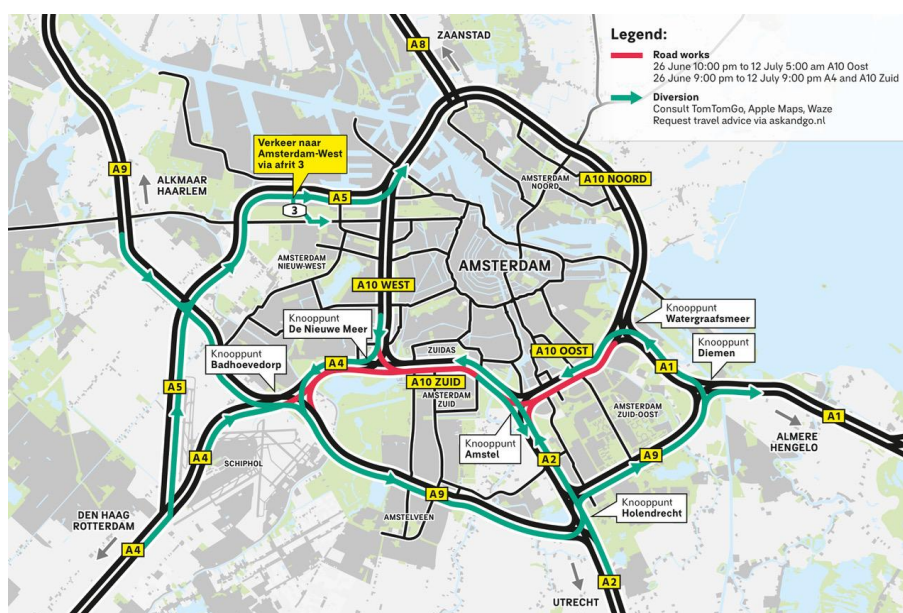 ZAANSTAD
A8
Legend:
Road works
26 June 10:00 pm to 12 July 5:00 am A10 Oost
26 June 9:00 pm to 12 July 9:00 pm A4 and A10 Zuid
Diversion
Consult TomTomGo, Apple Maps, Waze
Request travel advice via askandgo.nl
Verkeer naar
Amsterdam-West
via afrit 3
A9
ALKMAAR
HAARLEM
A5
3
AMSTERDAM
NOORD
A10 NOORD
AMSTERDAM
NIEUW-WEST
AMSTERDAM
A10 WEST
Knooppunt
De Nieuwe Meer
Knooppunt
Watergraafsmeer
Knooppunt
Diemen
Knooppunt
Badhoevedorp
A4
ZUIDAS
A10 OOST
A1
A5
A10 ZUID
AMSTERDAM
ZUID
AMSTERDAM
ZUID-OOST
A1
ALMERE
HENGELO
Knooppunt
Amstel
A2
A9
A4
SCHIPHOL
A9
AMSTELVEEN
Knooppunt
Holendrecht
DEN HAAG
ROTTERDAM
A4
UTRECHT
A2